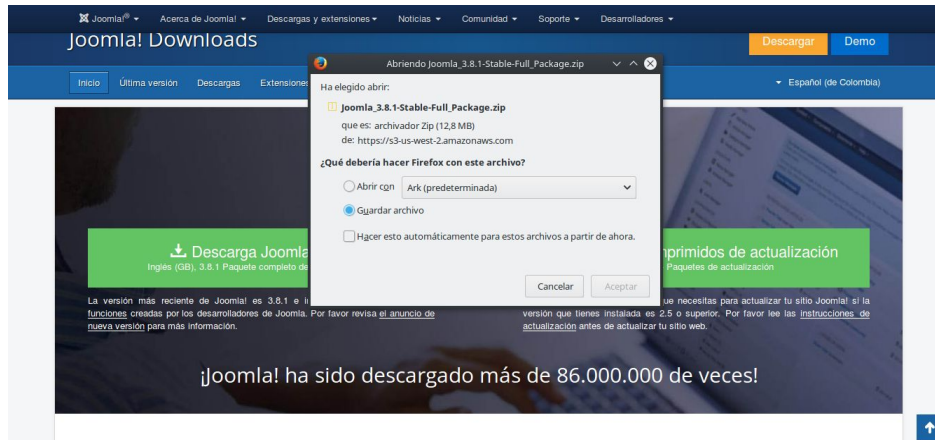 Joomla!® Acerca de Joomla! Descargas y extensiones Noticias Comunidad Soporte Desarrolladores
Joomla! Downloads
Descargar Demo
Inicio Última versión Descargas Extensiones
Español (de Colombia)
Abriendo Joomla_3.8.1-Stable-Full_Package.zip
Ha elegido abrir:
Joomla_3.8.1-Stable-Full_Package.zip
que es: archivador Zip (12,8 MB)
de: https://s3-us-west-2.amazonaws.com
¿Qué debería hacer Firefox con este archivo?
Abrir con Ark (predeterminada)
Guardar archivo
Hacer esto automáticamente para estos archivos a partir de ahora.
Cancelar Aceptar
Descarga Joomla
Inglés (GB), 3.8.1 Paquete completo de
mprimidos de actualización
Paquetes de actualización
La versión más reciente de Joomla! es 3.8.1 e
funciones creadas por los desarrolladores de Joomla. Por favor revisa el anuncio de
nueva versión para más información.
ue necesitas para actualizar tu sitio Joomla! si la
versión que tienes instalada es 2.5 o superior. Por favor lee las instrucciones de
actualización antes de actualizar tu sitio web.
¡Joomla! ha sido descargado más de 86.000.000 de veces!